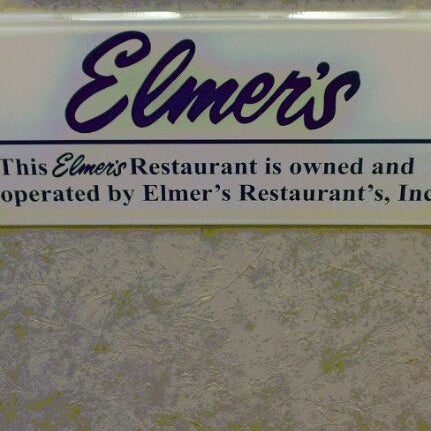 Elmer's
This Elmer's Restaurant is owned and
operated by Elmer's Restaurant's, Inc